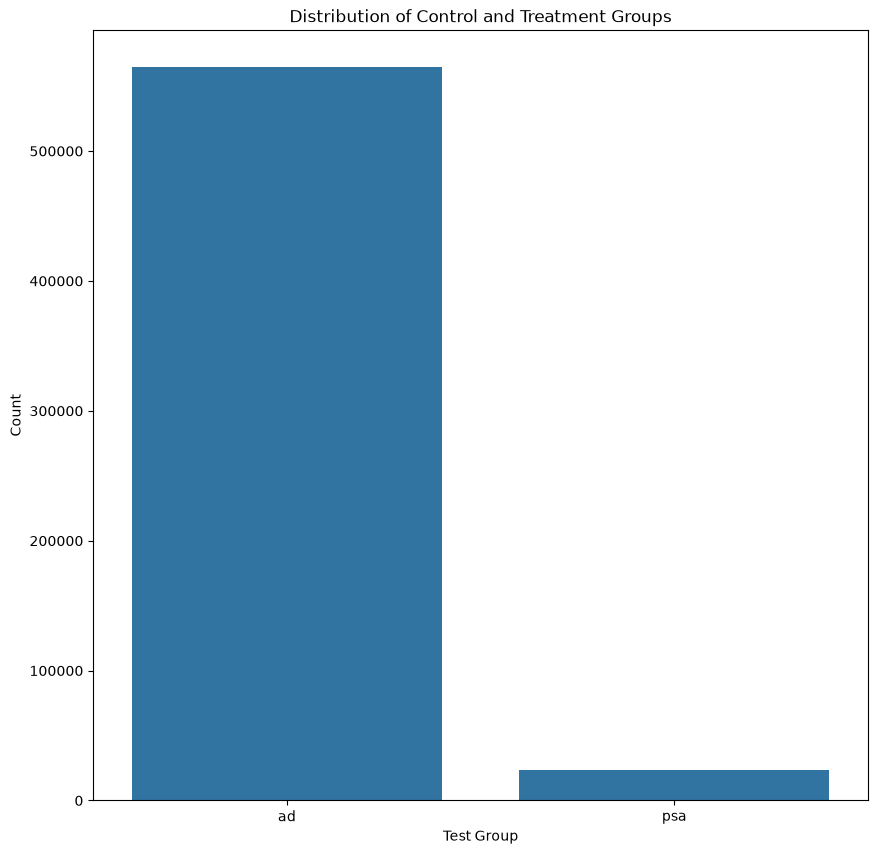 Distribution of Control and Treatment Groups
500000
400000
300000
200000
100000
0
Count
ad
psa
Test Group